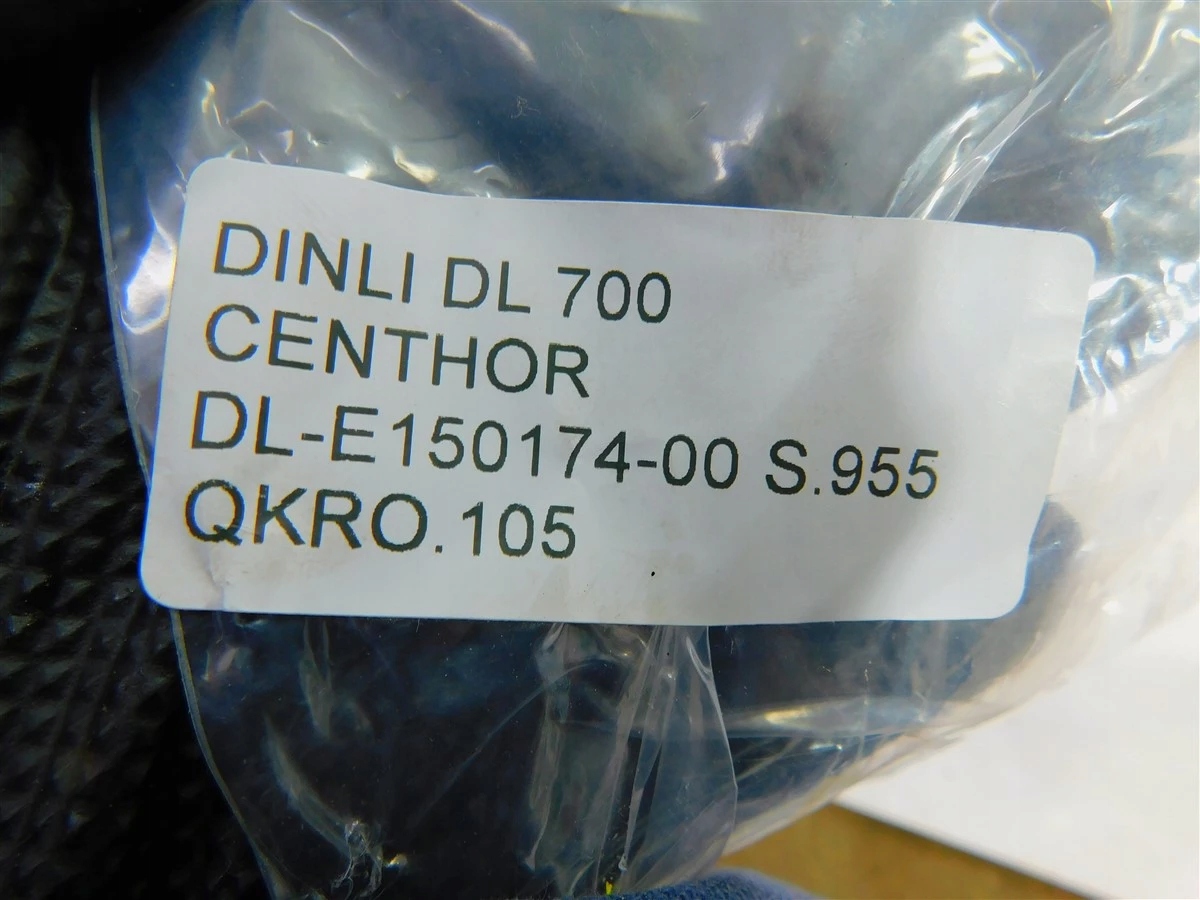 DINLI DL 700
CENTHOR
DL-E150174-00 S.955
QKRO.105